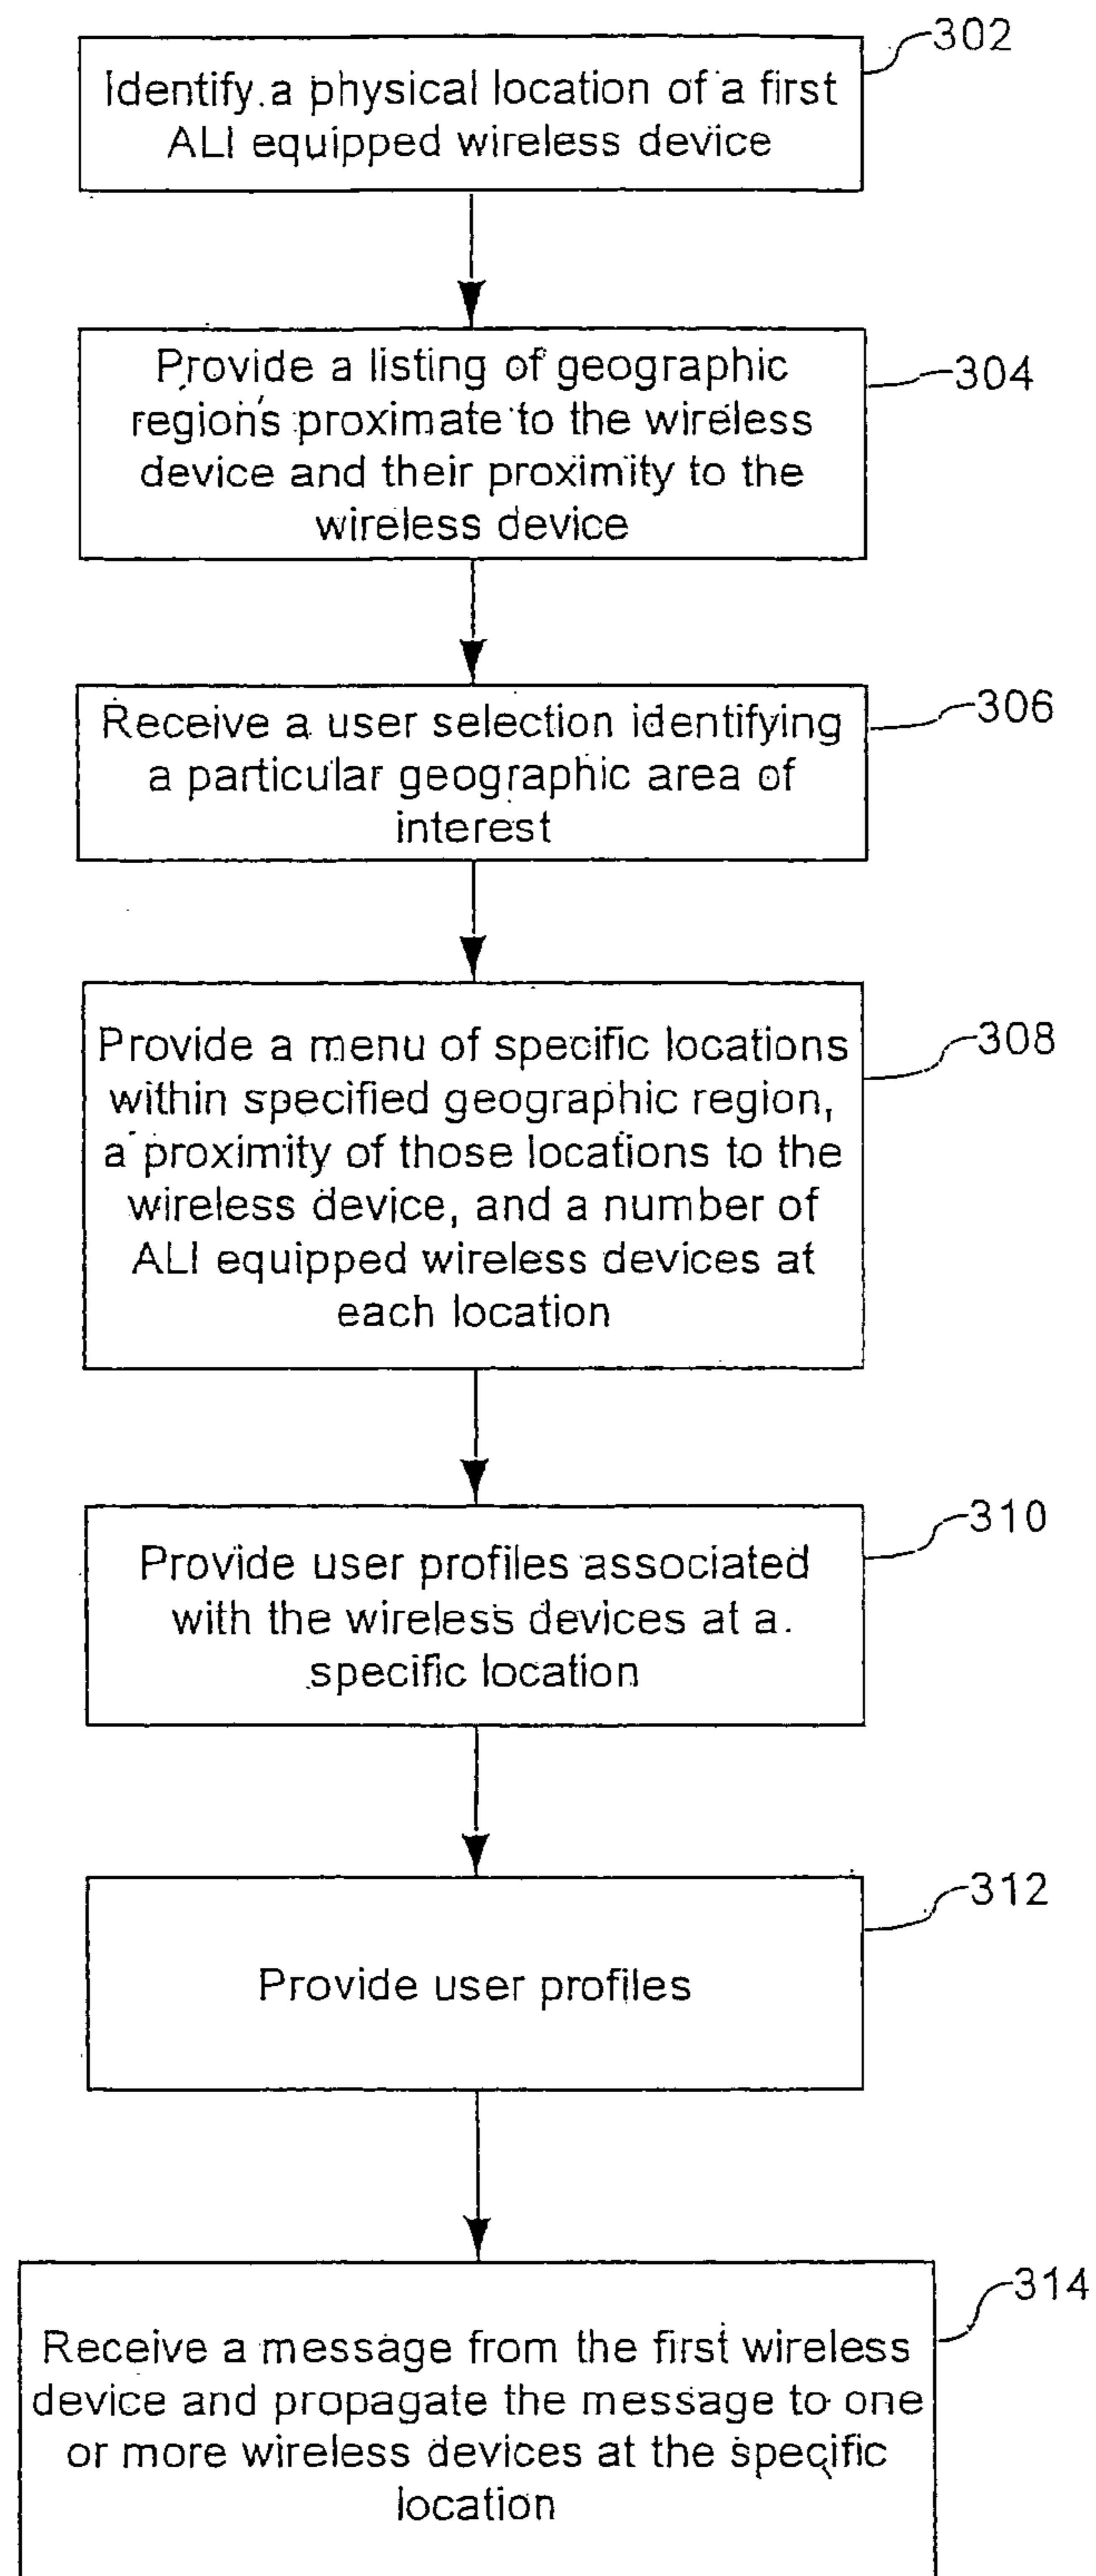 302
Identify a physical location of a first
ALI equipped wireless device
304
Provide a listing of geographic
region's proximate to the wireless
device and their proximity to the
wireless device
306
Receive a user selection identifying
a particular geographic area of
interest
308
Provide a menu of specific locations
within specified geographic region,
a proximity of those locations to the
wireless device, and a number of
ALI equipped wireless devices at
each location
310
Provide user profiles associated
with the wireless devices at a
specific location
312
Provide user profiles
314
Receive a message from the first wireless
device and propagate the message to one
or more wireless devices at the specific
location